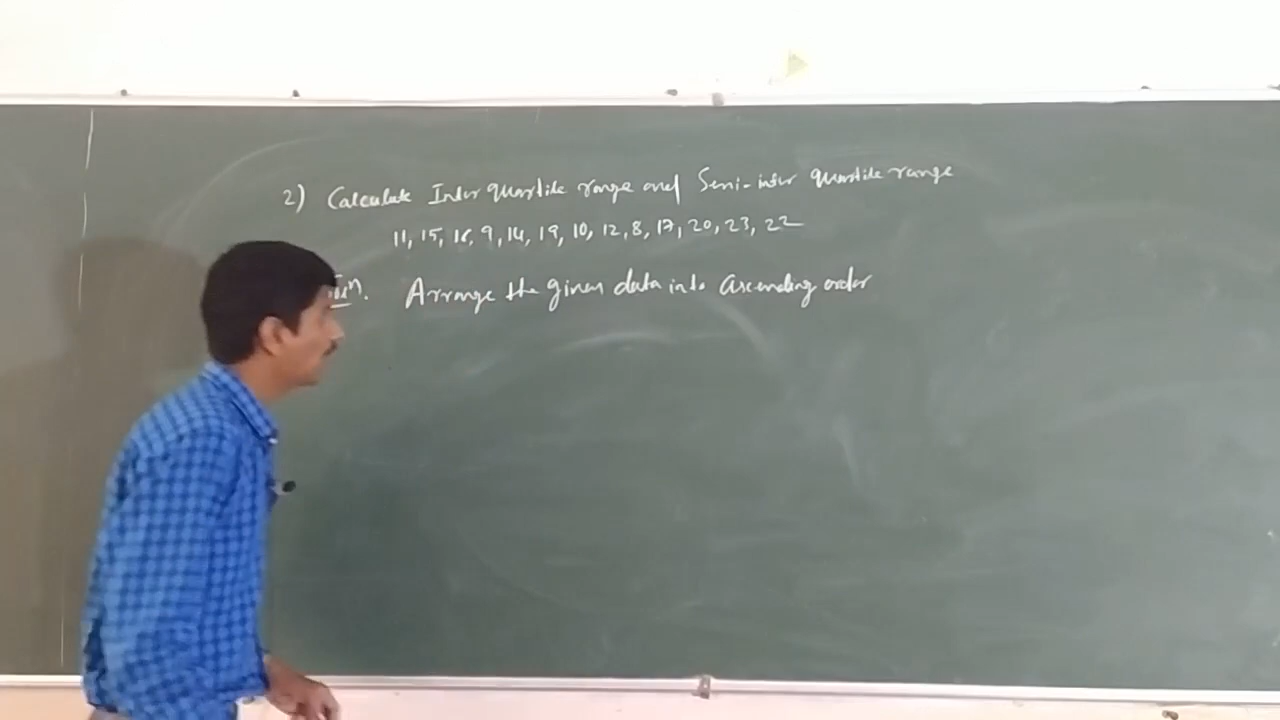 2) Calculate Inter quartile range and Semi-inter quartile range
11, 15, 16, 9, 14, 19, 10, 12, 8, 17, 20, 23, 22
Arrange the given data into ascending order